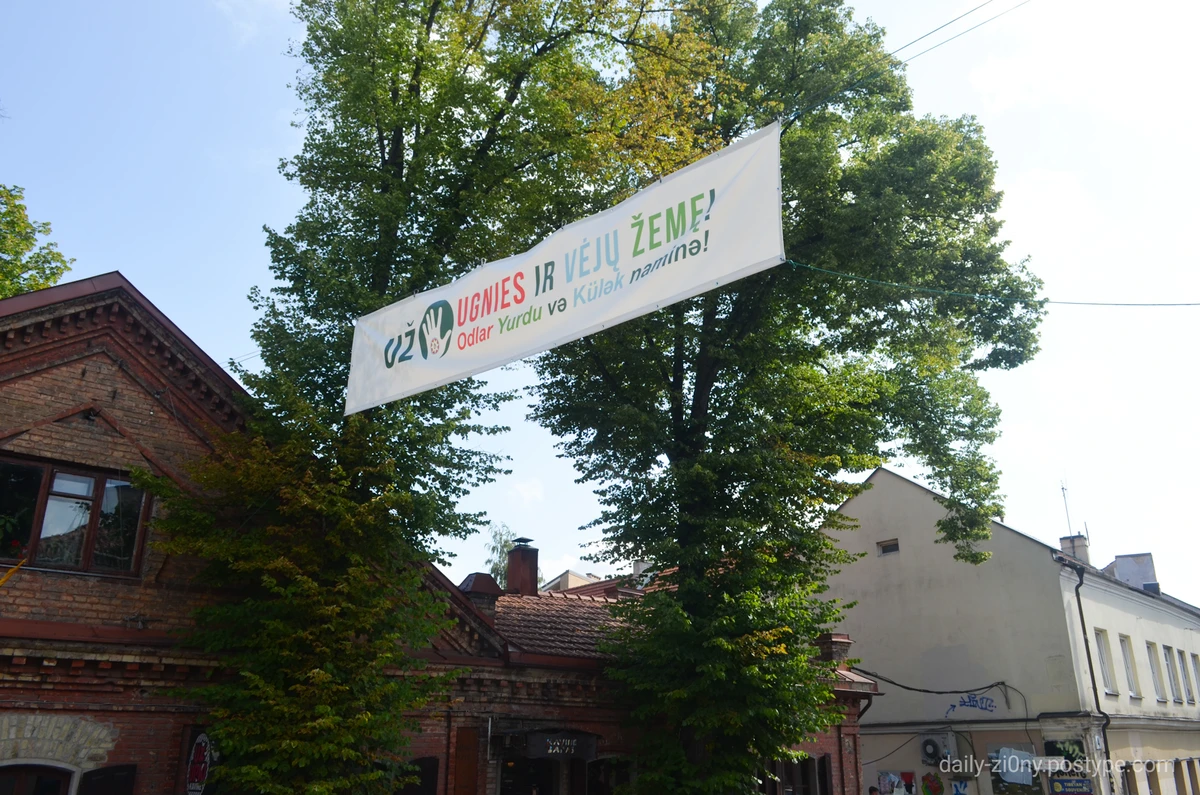 UŽ UGNIES IR VĖJŲ ŽEMĘ!
Odlar Yurdu və Külək naminə!
daily-zi0ny.postype.com